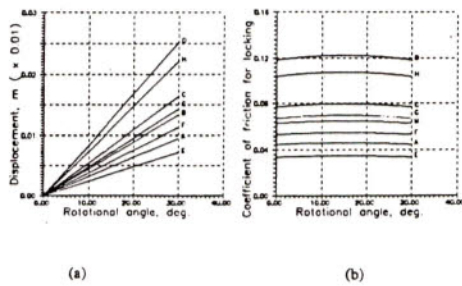 0.03
0.02
0.01
0.00
0.00 10.00 20.00 30.00 40.00
Displacement, m (× 0.01)
Rotational angle, deg.
D
H
C
G
B
F
A
E
(a)
0.16
0.12
0.08
0.04
0.00
0.00 10.00 20.00 30.00 40.00
Coefficient of friction for locking
Rotational angle, deg.
H
G
F
A
E
(b)